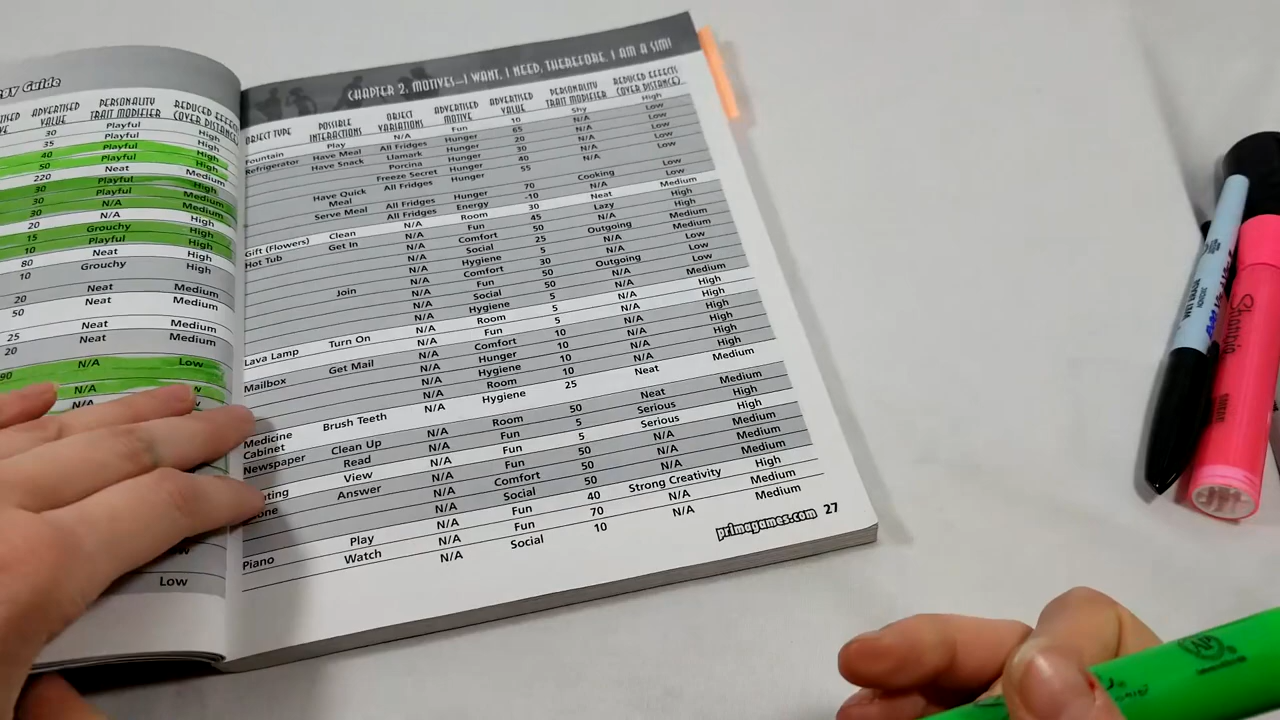 gy Guide
ADVERTISED VALUE PERSONALITY TRAIT MODIFIER REDUCED EFFECTS (OVER DISTANCE)
30 Playful
35 Playful High
40 Playful High
50 Playful High
220 Neat Medium
30 Playful High
30 Playful Medium
30 N/A Medium
20 N/A High
15 Grouchy High
10 Playful High
80 Neat High
10 Grouchy High
20 Neat Medium
50 Neat Medium
25 Neat Medium
20 Neat Medium
90 N/A Low
N/A
N/A
Low
CHAPTER 2: MOTIVES—I WANT, I NEED, THEREFORE, I AM A SIM!
OBJECT TYPE POSSIBLE INTERACTIONS OBJECT VARIATIONS ADVERTISED MOTIVE ADVERTISED VALUE PERSONALITY TRAIT MODIFIER REDUCED EFFECTS (OVER DISTANCE)
Fountain Play N/A Fun 10 Shy High
Refrigerator Have Meal All Fridges Hunger 65 N/A Low
Have Snack Llamark Hunger 20 N/A Low
Porcina Hunger 30 N/A Low
Freeze Secret Hunger 40 N/A Low
Have Quick Meal All Fridges Hunger 55 N/A Low
Serve Meal All Fridges Hunger 70 Cooking Low
All Fridges Energy -10 N/A Low
Gift (Flowers) Clean N/A Room 30 Neat Medium
Hot Tub Get In N/A Fun 45 Lazy High
N/A Comfort 50 N/A High
N/A Social 25 Outgoing Medium
N/A Hygiene 5 N/A Medium
Join N/A Comfort 30 N/A Low
N/A Fun 50 Outgoing Low
N/A Social
N/A Hygiene 5 N/A Medium
Lava Lamp Turn On N/A Room 5 N/A High
N/A Fun 5 N/A High
Mailbox Get Mail N/A Comfort 10 N/A High
N/A Hunger 10 N/A High
N/A Hygiene 10 N/A High
N/A Room 10 N/A High
Medicine Cabinet Brush Teeth N/A Hygiene 25 Neat Medium
Newspaper Clean Up N/A Room 50 Neat Medium
Read N/A Fun 5 Serious High
nting View N/A Fun 5 Serious High
one Answer N/A Fun 50 N/A Medium
N/A Comfort 50 N/A Medium
N/A Social
Piano Play N/A Fun 40 Strong Creativity High
Watch N/A Fun 70 N/A Medium
N/A Social 10 N/A Medium
primagames.com 27
Sharpie
AP